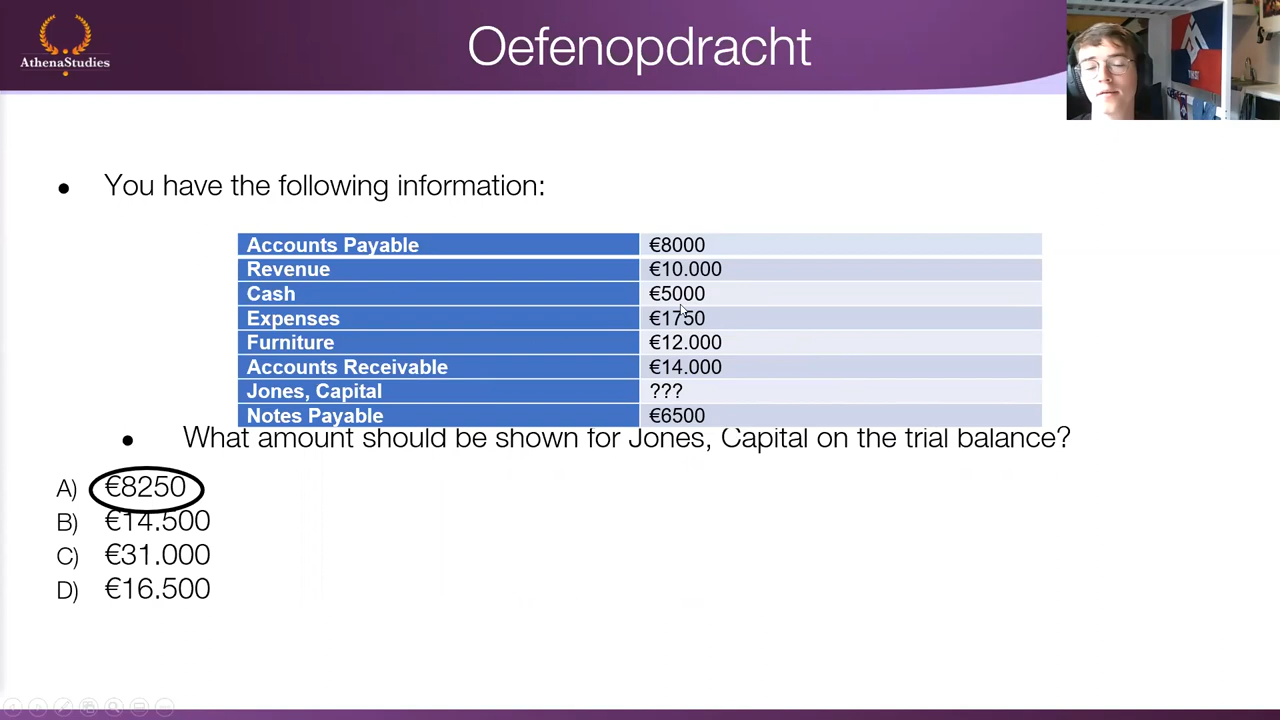 AthenaStudies
Oefenopdracht
• You have the following information:
Accounts Payable €8000
Revenue €10.000
Cash €5000
Expenses €1750
Furniture €12.000
Accounts Receivable €14.000
Jones, Capital ???
Notes Payable €6500
• What amount should be shown for Jones, Capital on the trial balance?
A) €8250
B) €14.500
C) €31.000
D) €16.500